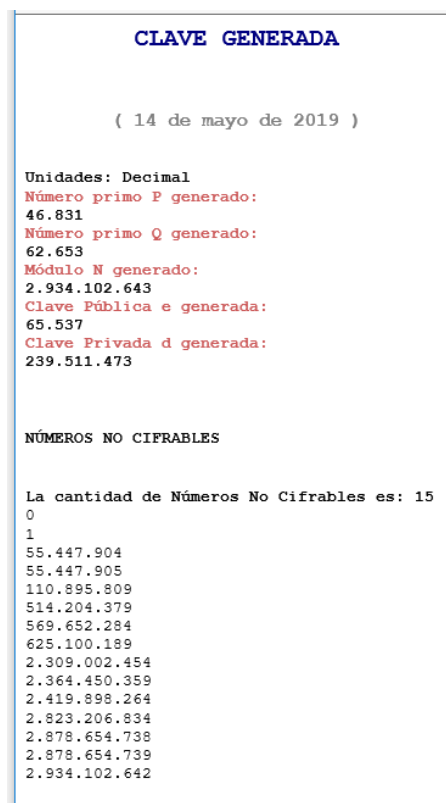 CLAVE GENERADA
( 14 de mayo de 2019 )
Unidades: Decimal
Número primo P generado:
46.831
Número primo Q generado:
62.653
Módulo N generado:
2.934.102.643
Clave Pública e generada:
65.537
Clave Privada d generada:
239.511.473
NÚMEROS NO CIFRABLES
La cantidad de Números No Cifrables es: 15
0
1
55.447.904
55.447.905
110.895.809
514.204.379
569.652.284
625.100.189
2.309.002.454
2.364.450.359
2.419.898.264
2.823.206.834
2.878.654.738
2.878.654.739
2.934.102.642